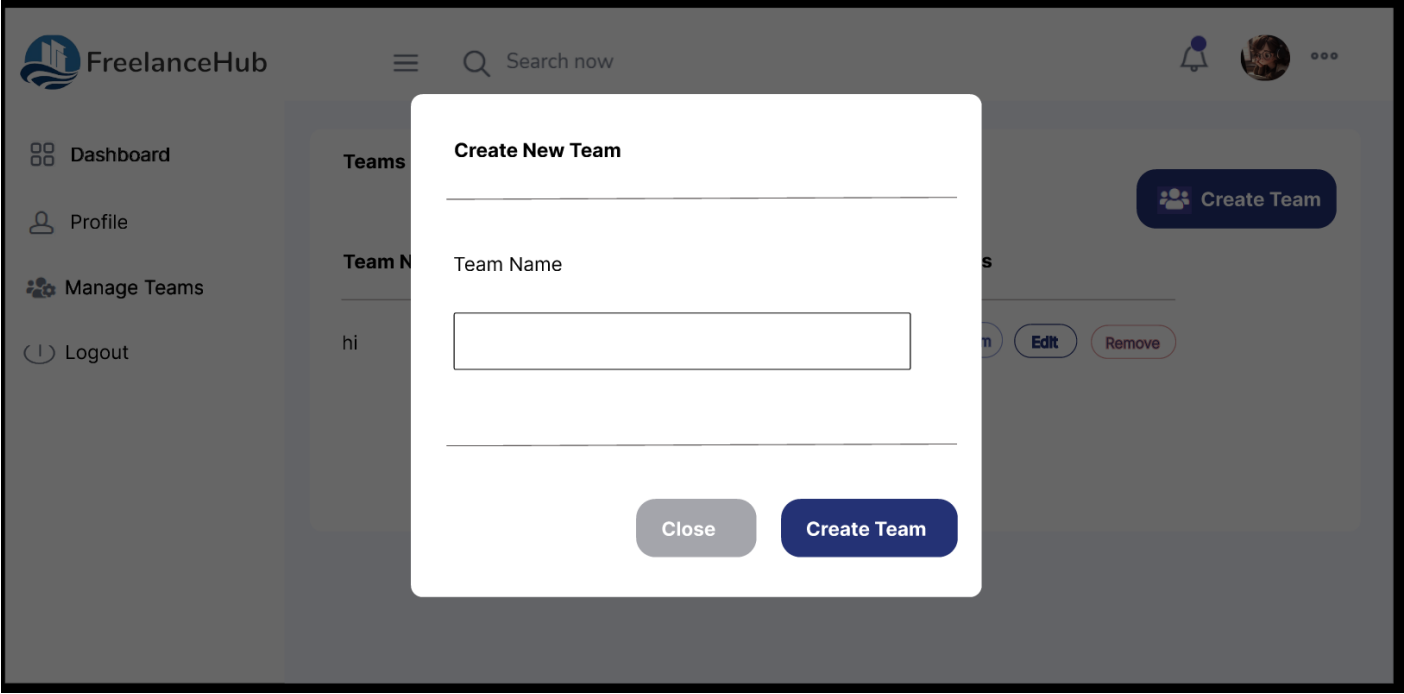 FreelanceHub
Search now
Dashboard
Profile
Manage Teams
Logout
Teams
Create Team
Team N
s
hi
m
Edit
Remove
Create New Team
Team Name
Close
Create Team